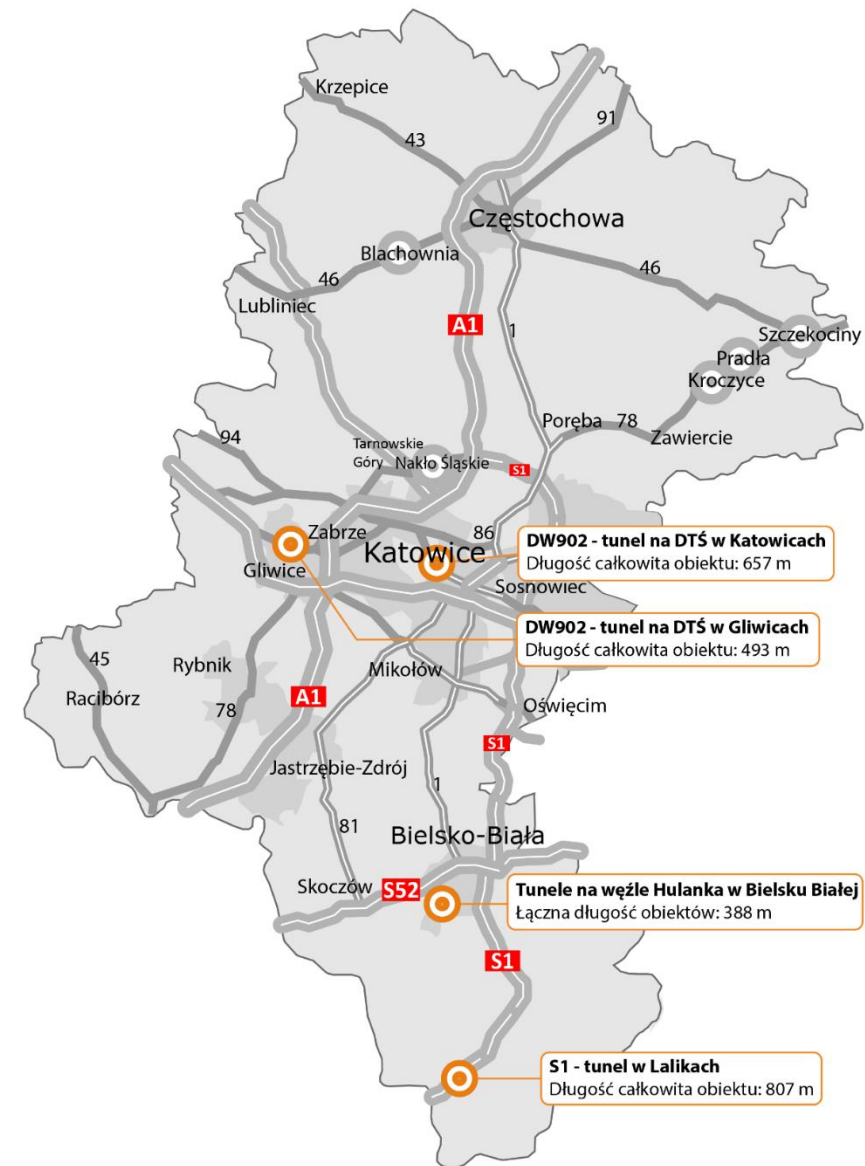 Krzepice
91
43
Częstochowa
Blachownia
46
46
Lubliniec
A1
1
Szczekociny
Pradła
Kroczyce
Poręba
78
Zawiercie
94
Tarnowskie
Góry
Nakło Śląskie
S1
Zabrze
86
Katowice
Gliwice
DW902 - tunel na DTŚ w Katowicach
Długość całkowita obiektu: 657 m
Sosnowiec
DW902 - tunel na DTŚ w Gliwicach
Długość całkowita obiektu: 493 m
45
Rybnik
Mikołów
Racibórz
A1
78
Oświęcim
S1
Jastrzębie-Zdrój
1
81
Bielsko-Biała
Skoczów
S52
Tunele na węźle Hulanka w Bielsku Białej
Łączna długość obiektów: 388 m
S1
S1 - tunel w Lalikach
Długość całkowita obiektu: 807 m